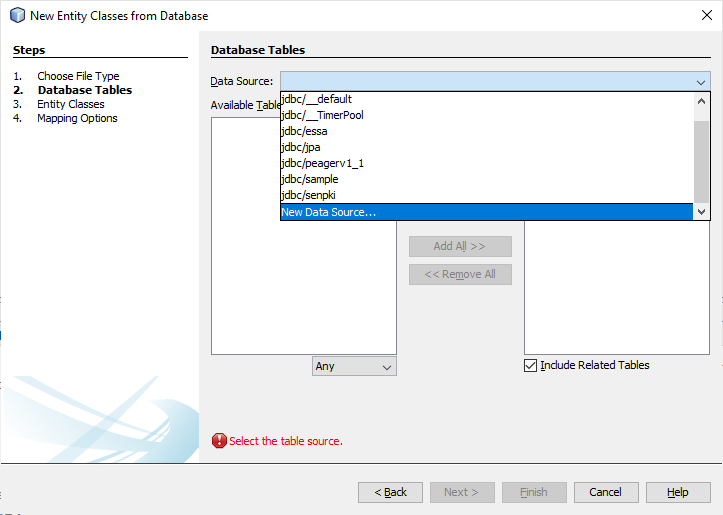 New Entity Classes from Database
Steps
1. Choose File Type
2. Database Tables
3. Entity Classes
4. Mapping Options
Database Tables
Data Source:
Available Table
jdbc/__default
jdbc/__TimerPool
jdbc/essa
jdbc/jpa
jdbc/peagerv1_1
jdbc/sample
jdbc/senpki
New Data Source...
Add All >>
<< Remove All
Any
Include Related Tables
Select the table source.
< Back
Next >
Finish
Cancel
Help